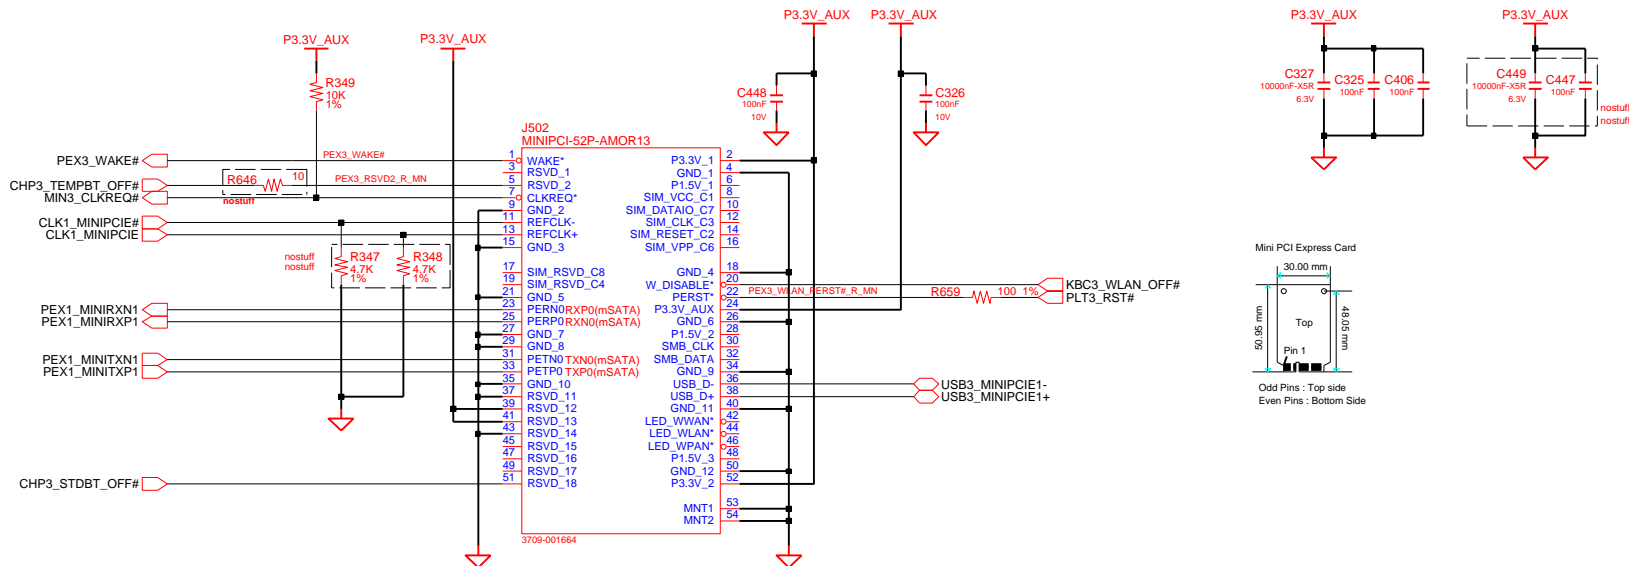 P3.3V_AUX P3.3V_AUX P3.3V_AUX P3.3V_AUX
P3.3V_AUX P3.3V_AUX
R349
10K
1%
C448
100nF
10V
C326
100nF
10V
C327
10000nF-X5R
6.3V
C325
100nF
C406
100nF
C449
10000nF-X5R
6.3V
C447
100nF
nostuff
nostuff
J502
MINIPCI-52P-AMOR13
PEX3_WAKE# PEX3_WAKE# 1 WAKE*
3 RSVD_1
CHP3_TEMPBT_OFF# R646 10 PEX3_RSVD2_R_MN 5 RSVD_2
nostuff
MIN3_CLKREQ# 7 CLKREQ*
9 GND_2
CLK1_MINIPCIE# 11 REFCLK-
CLK1_MINIPCIE 13 REFCLK+
15 GND_3
nostuff
nostuff
R347
4.7K
1%
R348
4.7K
1%
17 SIM_RSVD_C8
19 SIM_RSVD_C4
21 GND_5
PEX1_MINIRXN1 23 PERN0 RXP0(mSATA)
PEX1_MINIRXP1 25 PERP0 RXN0(mSATA)
27 GND_7
29 GND_8
PEX1_MINITXN1 31 PETN0 TXN0(mSATA)
PEX1_MINITXP1 33 PETP0 TXP0(mSATA)
35 GND_10
37 RSVD_11
39 RSVD_12
41 RSVD_13
43 RSVD_14
45 RSVD_15
47 RSVD_16
49 RSVD_17
CHP3_STDBT_OFF# 51 RSVD_18
3709-001664
P3.3V_1 2
GND_1 4
P1.5V_1 6
SIM_VCC_C1 8
SIM_DATAIO_C7 10
SIM_CLK_C3 12
SIM_RESET_C2 14
SIM_VPP_C6 16
GND_4 18
W_DISABLE* 20 KBC3_WLAN_OFF#
PERST* 22 PEX3_WLAN_PERST#_R_MN R659 100 1% PLT3_RST#
P3.3V_AUX 24
GND_6 26
P1.5V_2 28
SMB_CLK 30
SMB_DATA 32
GND_9 34
USB_D- 36 USB3_MINIPCIE1-
USB_D+ 38 USB3_MINIPCIE1+
GND_11 40
LED_WWAN* 42
LED_WLAN* 44
LED_WPAN* 46
P1.5V_3 48
GND_12 50
P3.3V_2 52
MNT1 53
MNT2 54
Mini PCI Express Card
30.00 mm
50.95 mm
48.05 mm
Top
Pin 1
Odd Pins : Top side
Even Pins : Bottom Side